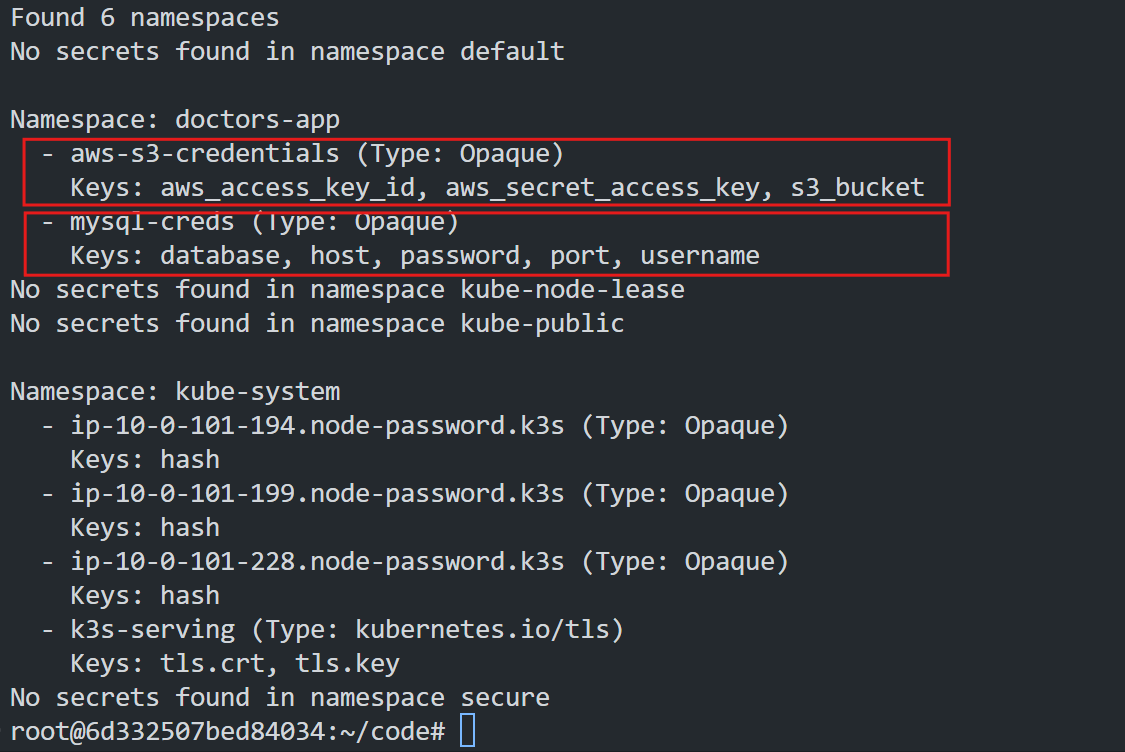 Found 6 namespaces
No secrets found in namespace default
Namespace: doctors-app
- aws-s3-credentials (Type: Opaque)
Keys: aws_access_key_id, aws_secret_access_key, s3_bucket
- mysql-creds (Type: Opaque)
Keys: database, host, password, port, username
No secrets found in namespace kube-node-lease
No secrets found in namespace kube-public
Namespace: kube-system
- ip-10-0-101-194.node-password.k3s (Type: Opaque)
Keys: hash
- ip-10-0-101-199.node-password.k3s (Type: Opaque)
Keys: hash
- ip-10-0-101-228.node-password.k3s (Type: Opaque)
Keys: hash
- k3s-serving (Type: kubernetes.io/tls)
Keys: tls.crt, tls.key
No secrets found in namespace secure
root@6d332507bed84034:~/code#